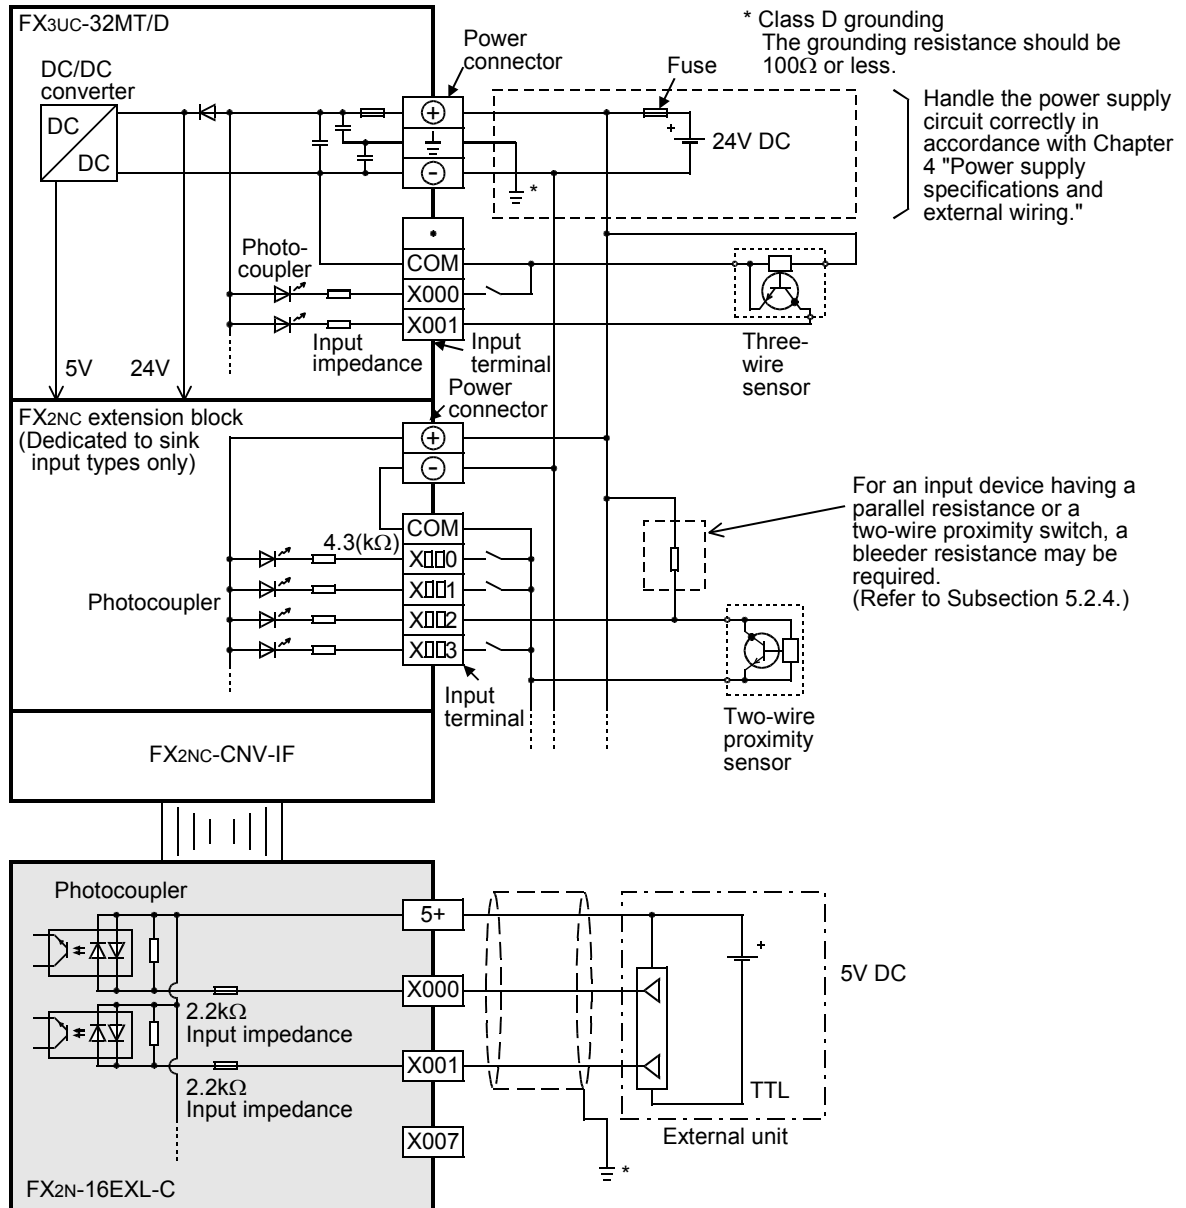 FX3UC-32MT/D
* Class D grounding
The grounding resistance should be
100Ω or less.
Power
connector
Fuse
DC/DC
converter
DC
DC
+
24V DC
-
*
Handle the power supply
circuit correctly in
accordance with Chapter
4 "Power supply
specifications and
external wiring."
•
COM
X000
X001
Photo-
coupler
Input
impedance
Input
terminal
Three-
wire
sensor
5V
24V
Power
connector
FX2NC extension block
(Dedicated to sink
input types only)
+
-
COM
4.3(kΩ)
X▯▯0
X▯▯1
X▯▯2
X▯▯3
Photocoupler
For an input device having a
parallel resistance or a
two-wire proximity switch, a
bleeder resistance may be
required.
(Refer to Subsection 5.2.4.)
Input
terminal
Two-wire
proximity
sensor
FX2NC-CNV-IF
Photocoupler
5+
+
5V DC
X000
2.2kΩ
Input impedance
X001
2.2kΩ
Input impedance
TTL
X007
External unit
*
FX2N-16EXL-C